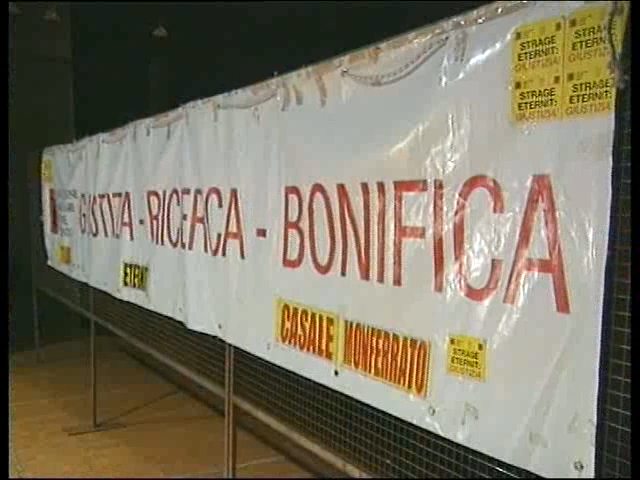 STRAGE
ETERNIT:
GIUSTIZIA!
STRAGE
ETERNIT:
GIUSTIZIA!
STRAGE
ETERNIT:
GIUSTIZIA!
STRAGE
ETERNIT:
GIUSTIZIA!
GIUSTIZIA - RICERCA - BONIFICA
ETERNIT
CASALE MONFERRATO
STRAGE
ETERNIT:
GIUSTIZIA!